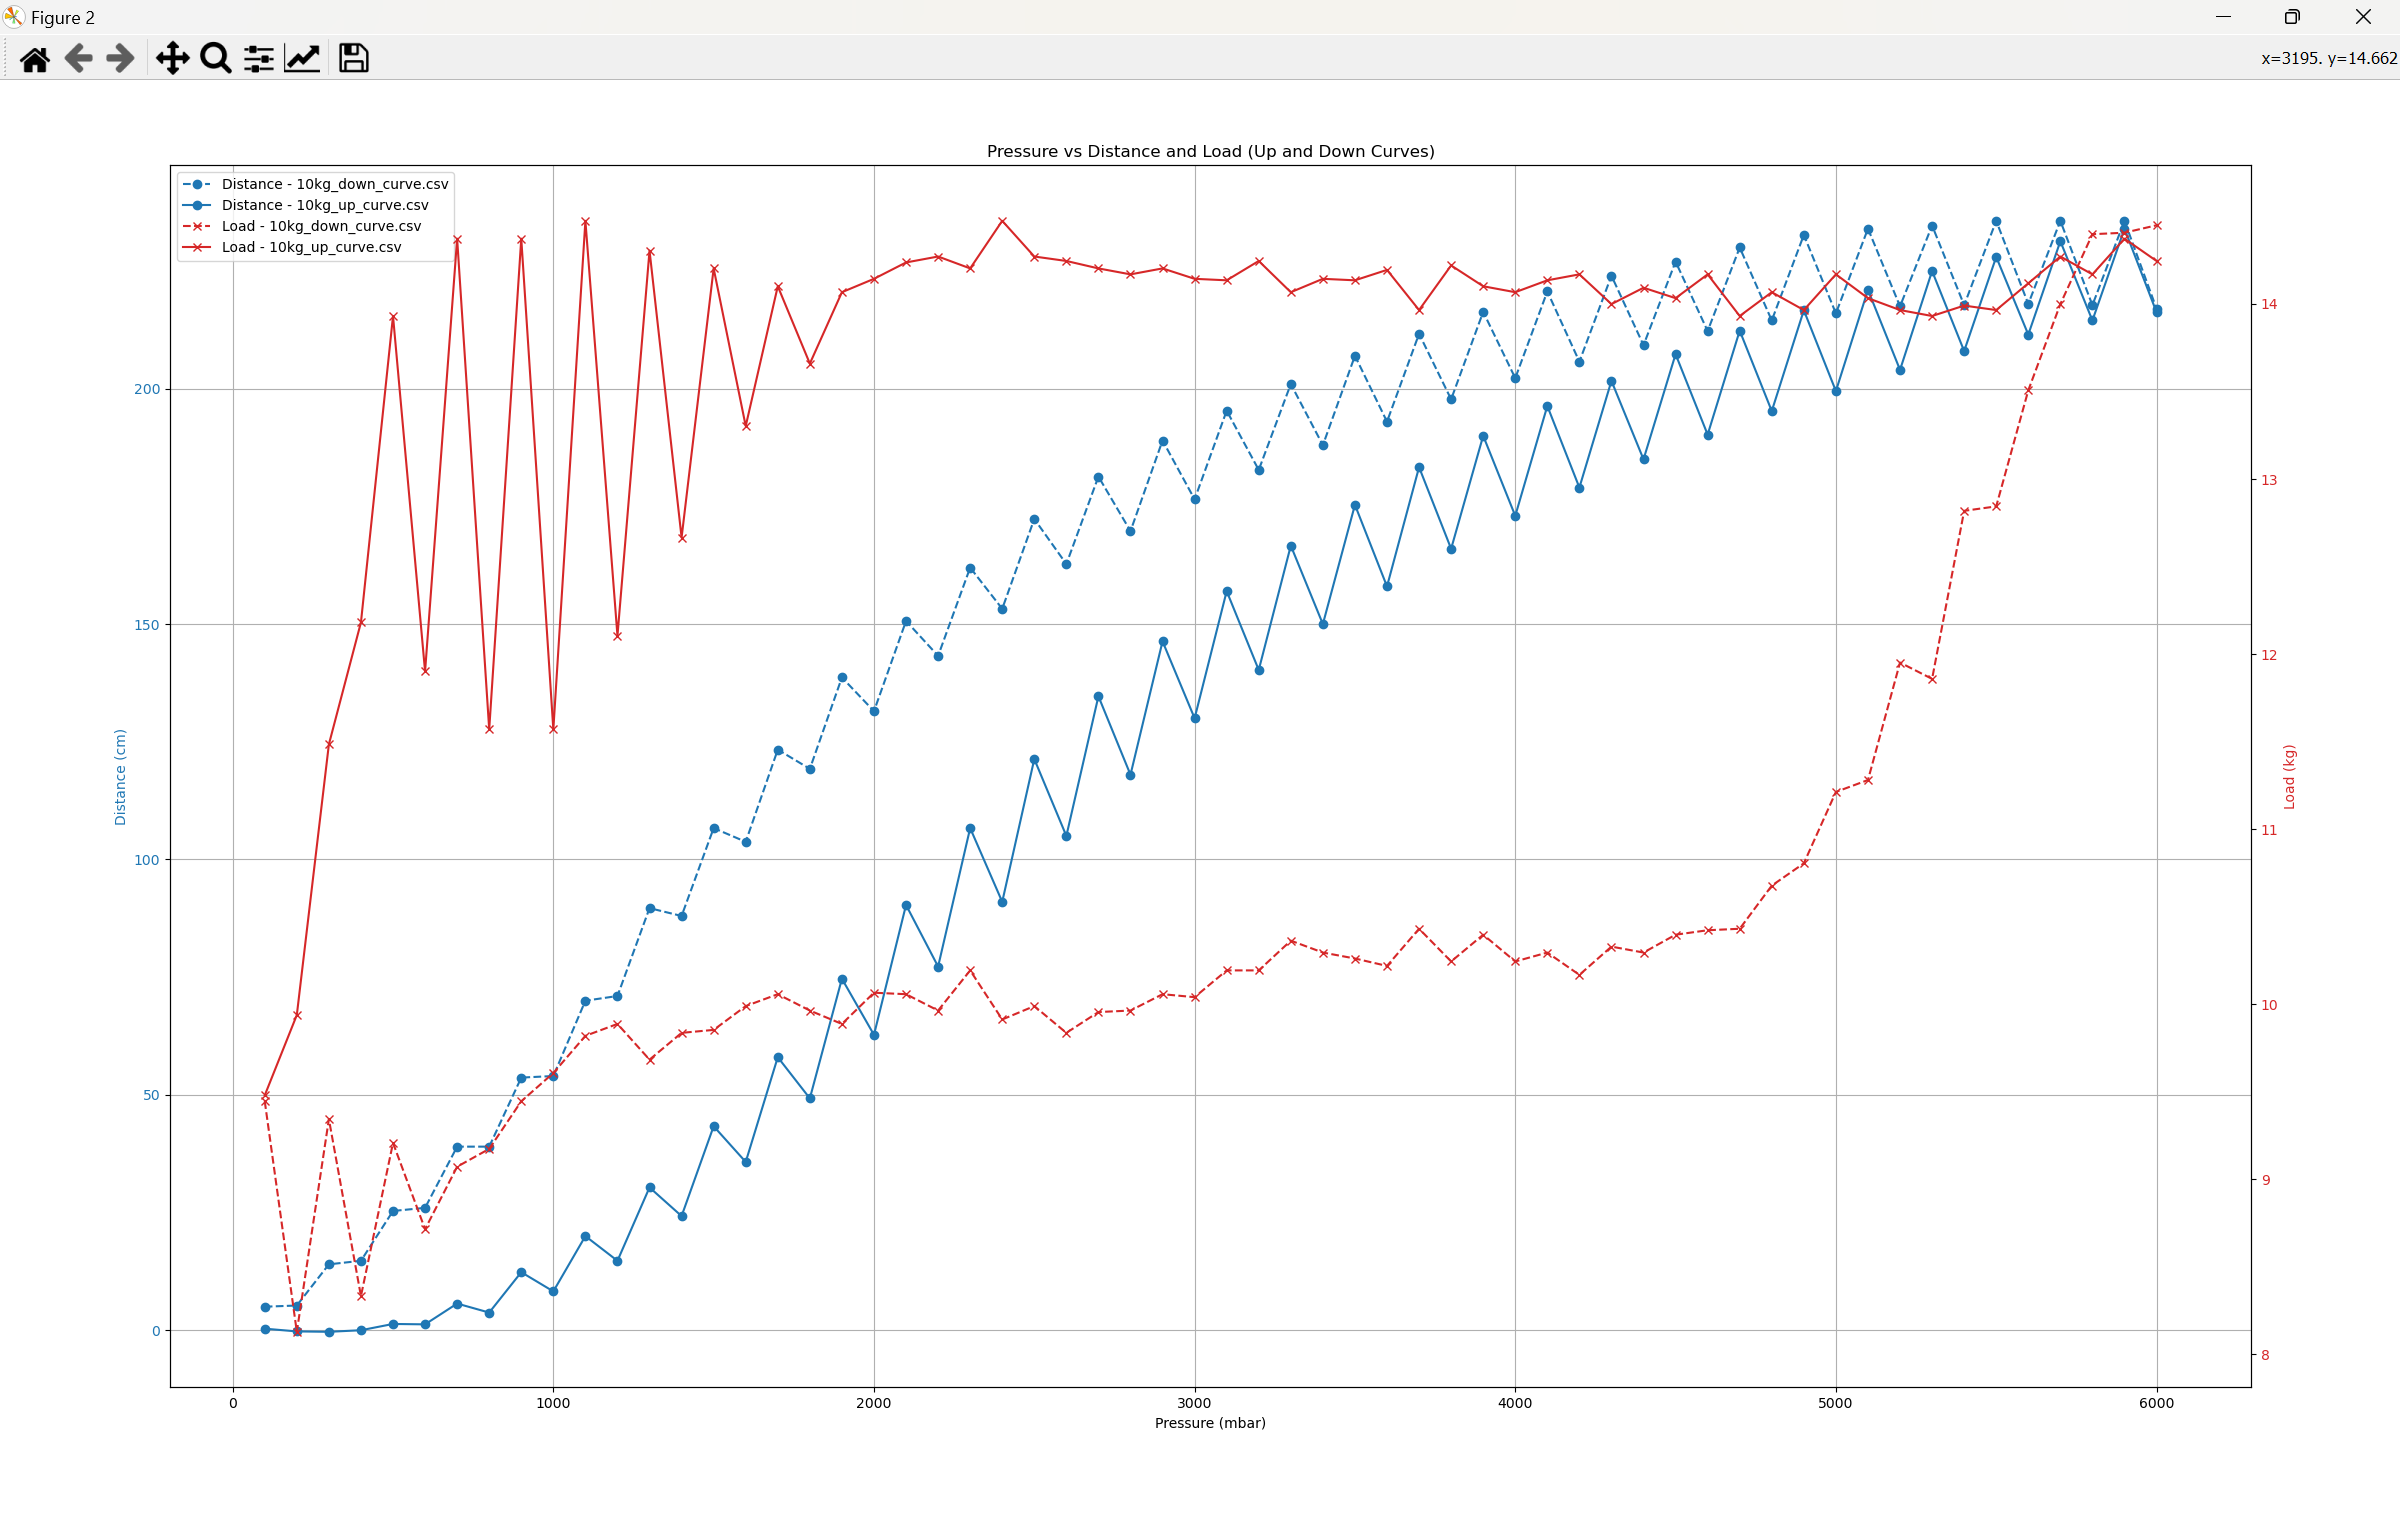 Figure 2
x=3195. y=14.662
Pressure vs Distance and Load (Up and Down Curves)
Distance - 10kg_down_curve.csv
Distance - 10kg_up_curve.csv
Load - 10kg_down_curve.csv
Load - 10kg_up_curve.csv
200
150
100
50
0
Distance (cm)
14
13
12
11
10
9
8
Load (kg)
0 1000 2000 3000 4000 5000 6000
Pressure (mbar)